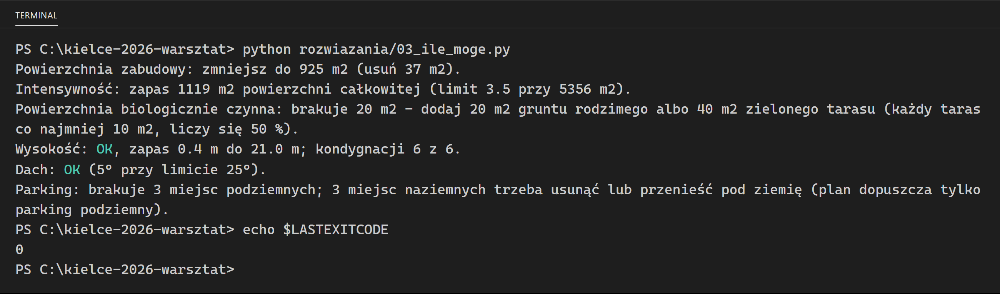 TERMINAL
PS C:\kielce-2026-warsztat> python rozwiazania/03_ile_moge.py
Powierzchnia zabudowy: zmniejsz do 925 m2 (usuń 37 m2).
Intensywność: zapas 1119 m2 powierzchni całkowitej (limit 3.5 przy 5356 m2).
Powierzchnia biologicznie czynna: brakuje 20 m2 – dodaj 20 m2 gruntu rodzimego albo 40 m2 zielonego tarasu (każdy taras
co najmniej 10 m2, liczy się 50 %).
Wysokość: OK, zapas 0.4 m do 21.0 m; kondygnacji 6 z 6.
Dach: OK (5° przy limicie 25°).
Parking: brakuje 3 miejsc podziemnych; 3 miejsc naziemnych trzeba usunąć lub przenieść pod ziemię (plan dopuszcza tylko
parking podziemny).
PS C:\kielce-2026-warsztat> echo $LASTEXITCODE
0
PS C:\kielce-2026-warsztat>